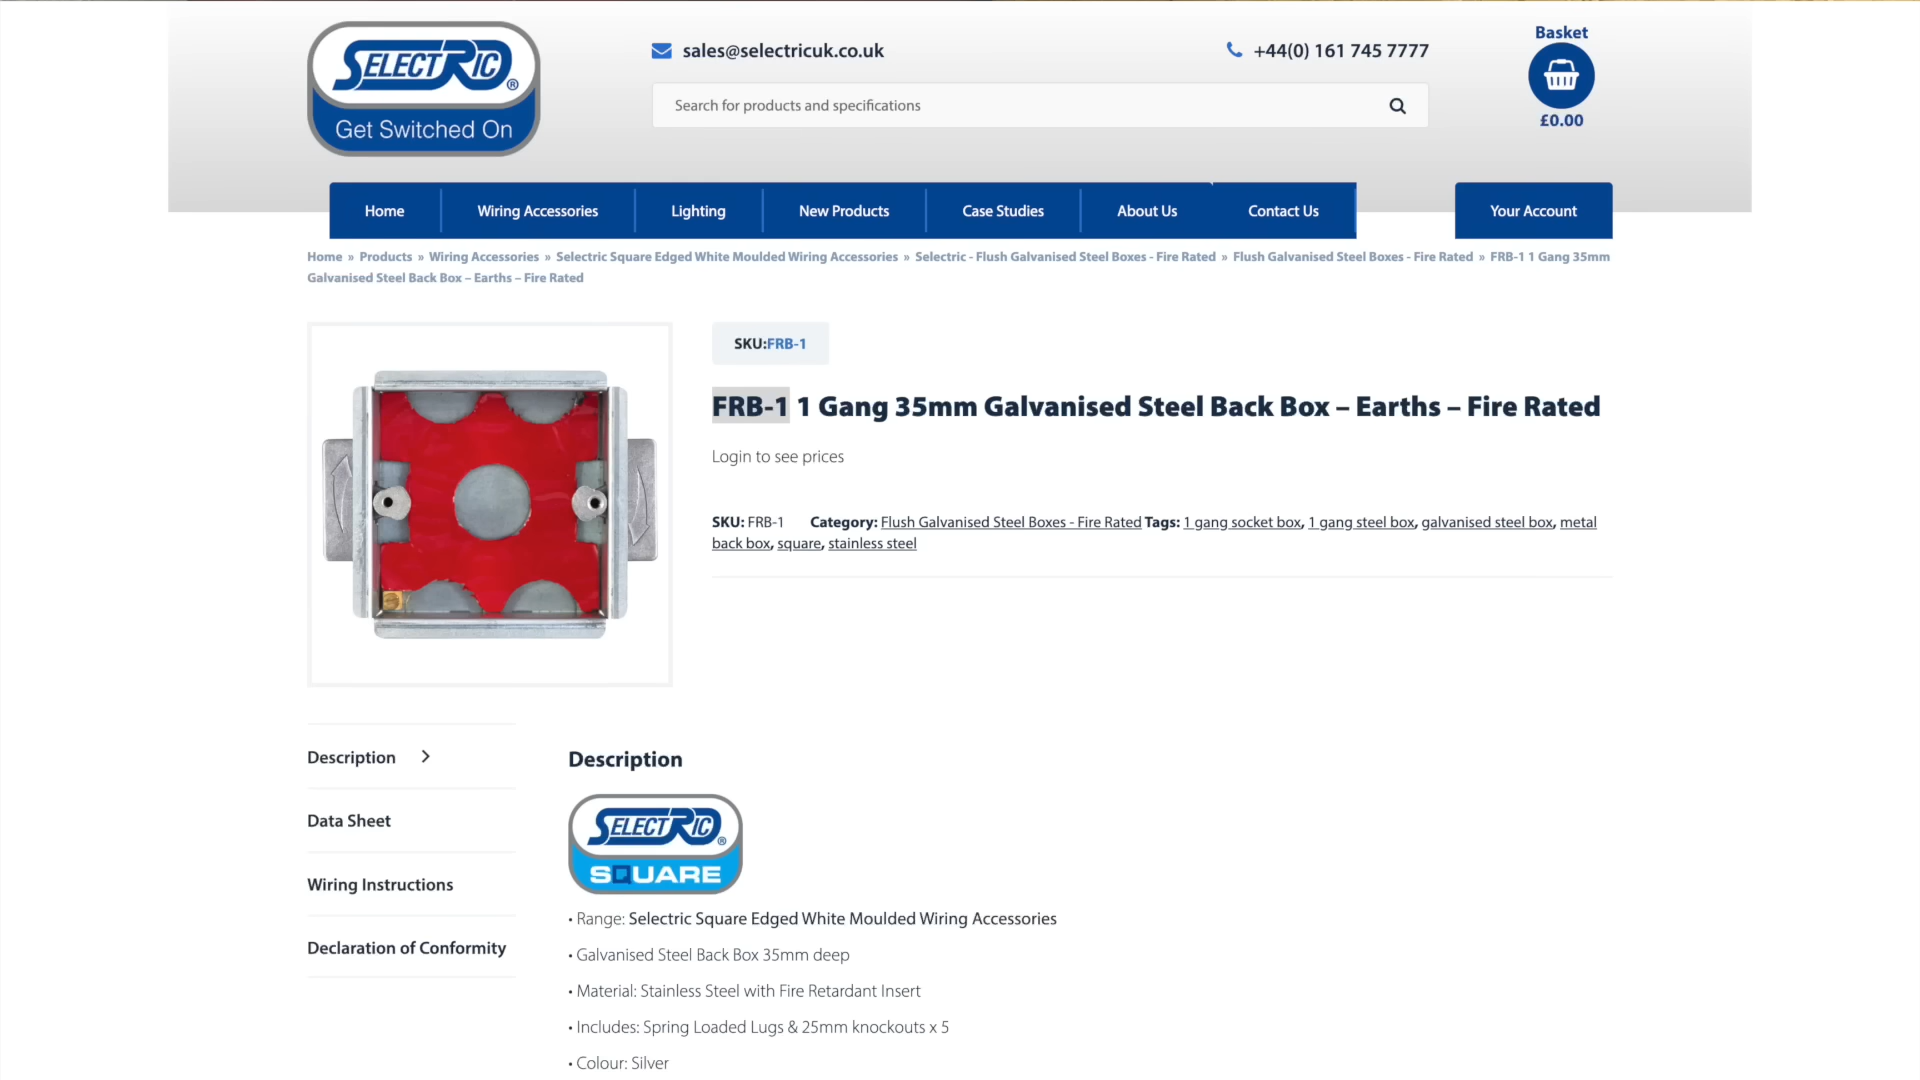 SELECTRIC®
Get Switched On
sales@selectricuk.co.uk
+44(0) 161 745 7777
Basket
Search for products and specifications
£0.00
Home
Wiring Accessories
Lighting
New Products
Case Studies
About Us
Contact Us
Your Account
Home » Products » Wiring Accessories » Selectric Square Edged White Moulded Wiring Accessories » Selectric - Flush Galvanised Steel Boxes - Fire Rated » Flush Galvanised Steel Boxes - Fire Rated » FRB-1 1 Gang 35mm
Galvanised Steel Back Box – Earths – Fire Rated
SKU:FRB-1
FRB-1 1 Gang 35mm Galvanised Steel Back Box – Earths – Fire Rated
Login to see prices
SKU: FRB-1 Category: Flush Galvanised Steel Boxes - Fire Rated Tags: 1 gang socket box, 1 gang steel box, galvanised steel box, metal
back box, square, stainless steel
Description
Data Sheet
Wiring Instructions
Declaration of Conformity
Description
SELECTRIC®
SQUARE
• Range: Selectric Square Edged White Moulded Wiring Accessories
• Galvanised Steel Back Box 35mm deep
• Material: Stainless Steel with Fire Retardant Insert
• Includes: Spring Loaded Lugs & 25mm knockouts x 5
• Colour: Silver